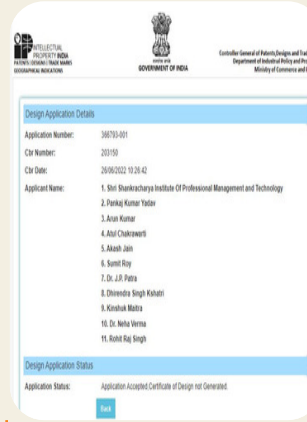 INTELLECTUAL
PROPERTY INDIA
PATENTS | DESIGNS | TRADE MARKS
GEOGRAPHICAL INDICATIONS
GOVERNMENT OF INDIA
Controller General of Patents,Designs and Trad
Department of Industrial Policy and Pro
Ministry of Commerce and I
Design Application Details
Application Number: 366793-001
Cbr Number: 203150
Cbr Date: 26/06/2022 10:26:42
Applicant Name: 1. Shri Shankracharya Institute Of Professional Management and Technology
2. Pankaj Kumar Yadav
3. Arun Kumar
4. Atul Chakrawarti
5. Akash Jain
6. Sumit Roy
7. Dr. J.P. Patra
8. Dhirendra Singh Kshatri
9. Kinshuk Maitra
10. Dr. Neha Verma
11. Rohit Raj Singh
Design Application Status
Application Status: Application Accepted,Certificate of Design not Generated.
Back